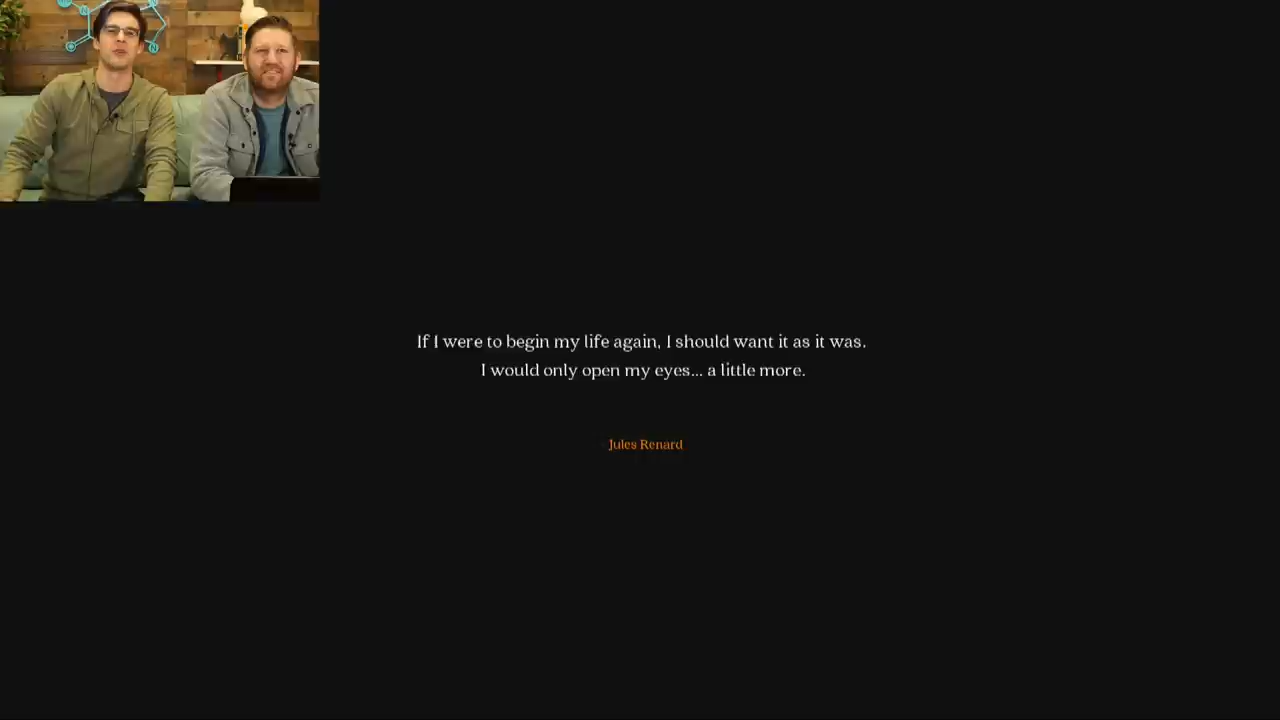 If I were to begin my life again, I should want it as it was.
I would only open my eyes... a little more.
Jules Renard